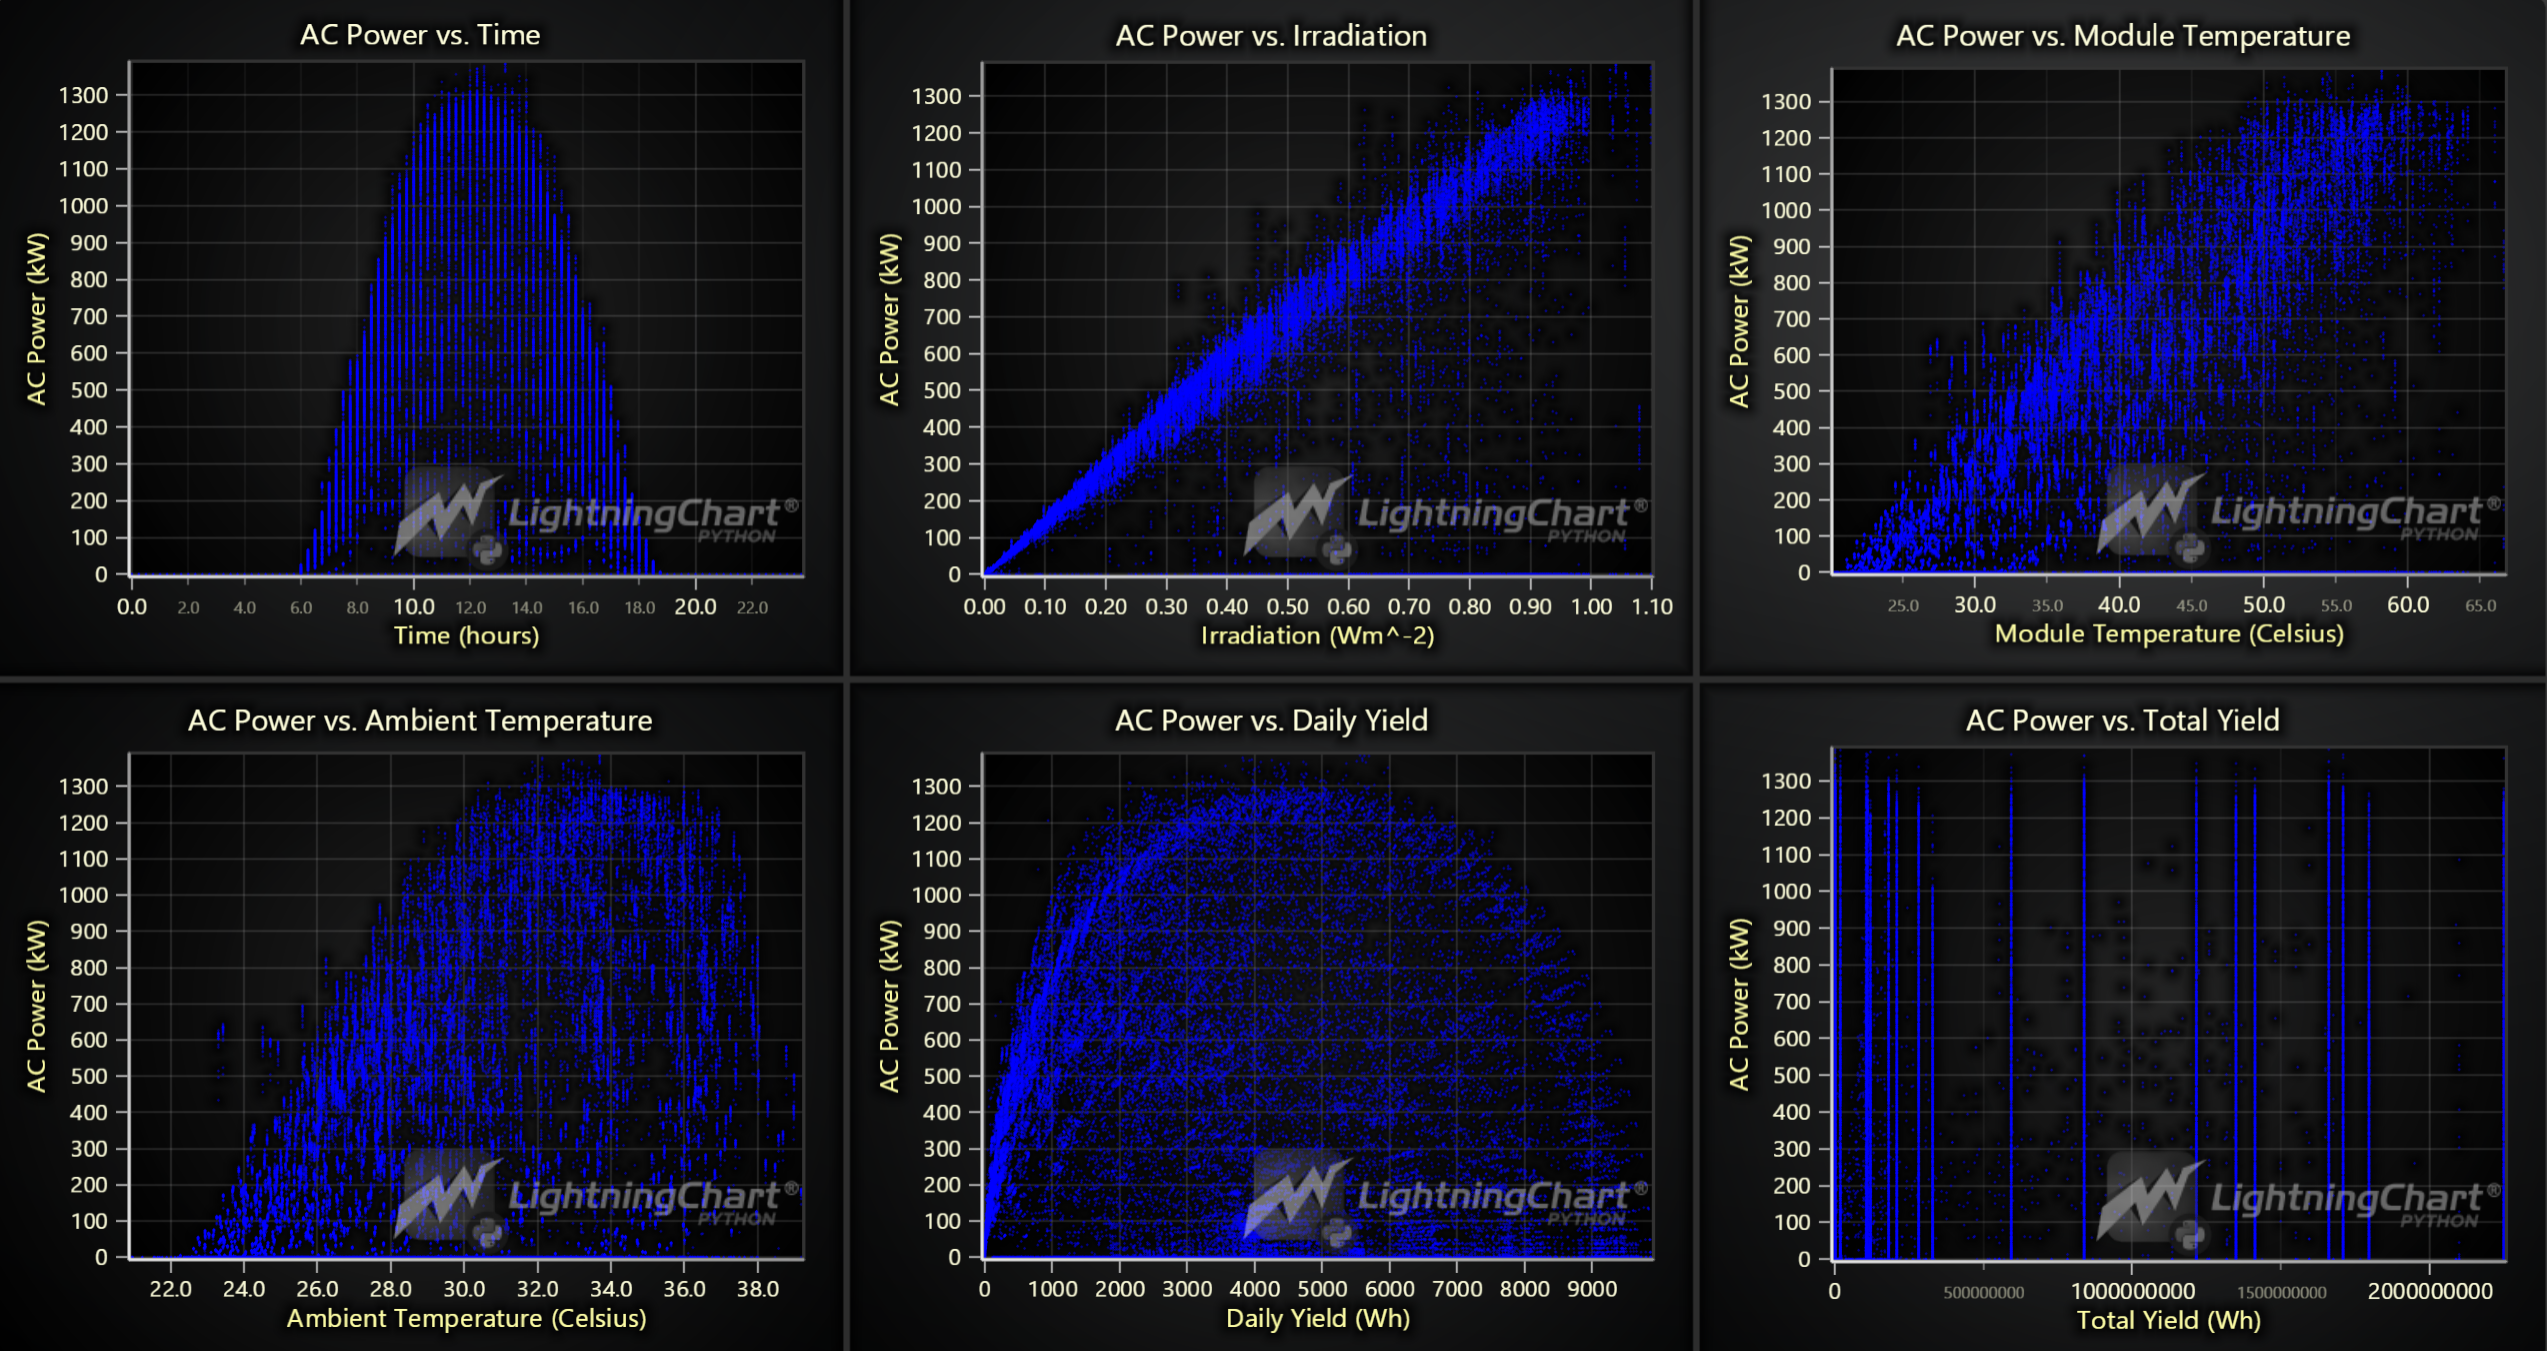 AC Power vs. Time
AC Power (kW)
1300
1200
1100
1000
900
800
700
600
500
400
300
200
100
0
0.0 2.0 4.0 6.0 8.0 10.0 12.0 14.0 16.0 18.0 20.0 22.0
Time (hours)
LightningChart®
PYTHON
AC Power vs. Irradiation
AC Power (kW)
1300
1200
1100
1000
900
800
700
600
500
400
300
200
100
0
0.00 0.10 0.20 0.30 0.40 0.50 0.60 0.70 0.80 0.90 1.00 1.10
Irradiation (Wm^-2)
LightningChart®
PYTHON
AC Power vs. Module Temperature
AC Power (kW)
1300
1200
1100
1000
900
800
700
600
500
400
300
200
100
0
25.0 30.0 35.0 40.0 45.0 50.0 55.0 60.0 65.0
Module Temperature (Celsius)
LightningChart®
PYTHON
AC Power vs. Ambient Temperature
AC Power (kW)
1300
1200
1100
1000
900
800
700
600
500
400
300
200
100
0
22.0 24.0 26.0 28.0 30.0 32.0 34.0 36.0 38.0
Ambient Temperature (Celsius)
LightningChart®
PYTHON
AC Power vs. Daily Yield
AC Power (kW)
1300
1200
1100
1000
900
800
700
600
500
400
300
200
100
0
0 1000 2000 3000 4000 5000 6000 7000 8000 9000
Daily Yield (Wh)
LightningChart®
PYTHON
AC Power vs. Total Yield
AC Power (kW)
1300
1200
1100
1000
900
800
700
600
500
400
300
200
100
0
0 500000000 1000000000 1500000000 2000000000
Total Yield (Wh)
LightningChart®
PYTHON